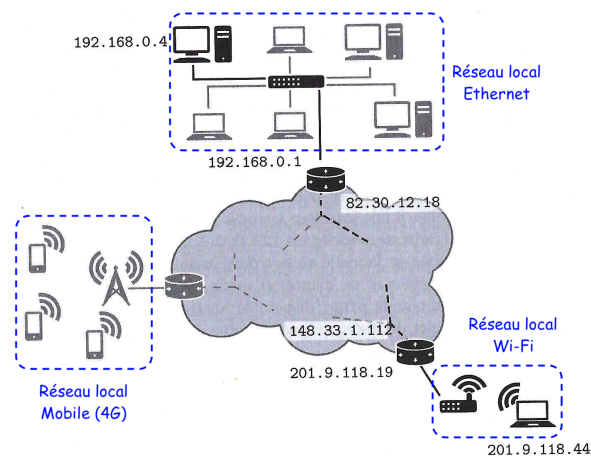 192.168.0.4
Réseau local
Ethernet
192.168.0.1
82.30.12.18
148.33.1.112
Réseau local
Wi-Fi
201.9.118.19
Réseau local
Mobile (4G)
201.9.118.44